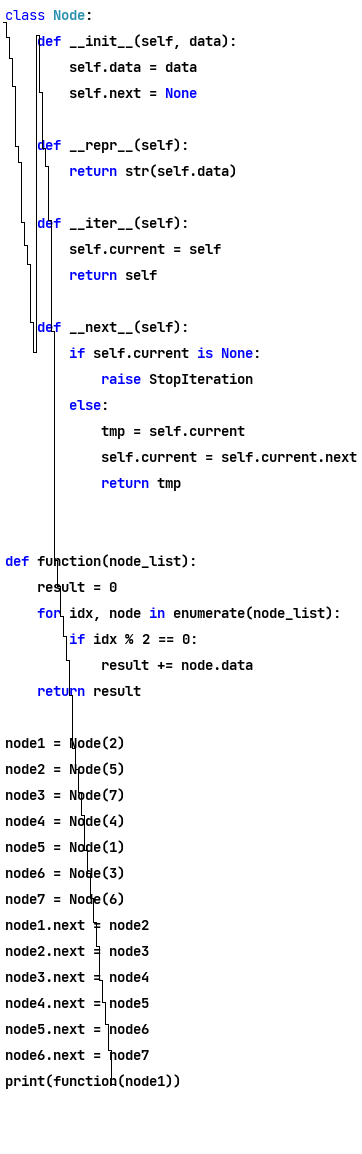 class Node:
    def __init__(self, data):
        self.data = data
        self.next = None

    def __repr__(self):
        return str(self.data)

    def __iter__(self):
        self.current = self
        return self

    def __next__(self):
        if self.current is None:
            raise StopIteration
        else:
            tmp = self.current
            self.current = self.current.next
            return tmp


def function(node_list):
    result = 0
    for idx, node in enumerate(node_list):
        if idx % 2 == 0:
            result += node.data
    return result

node1 = Node(2)
node2 = Node(5)
node3 = Node(7)
node4 = Node(4)
node5 = Node(1)
node6 = Node(3)
node7 = Node(6)
node1.next = node2
node2.next = node3
node3.next = node4
node4.next = node5
node5.next = node6
node6.next = node7
print(function(node1))